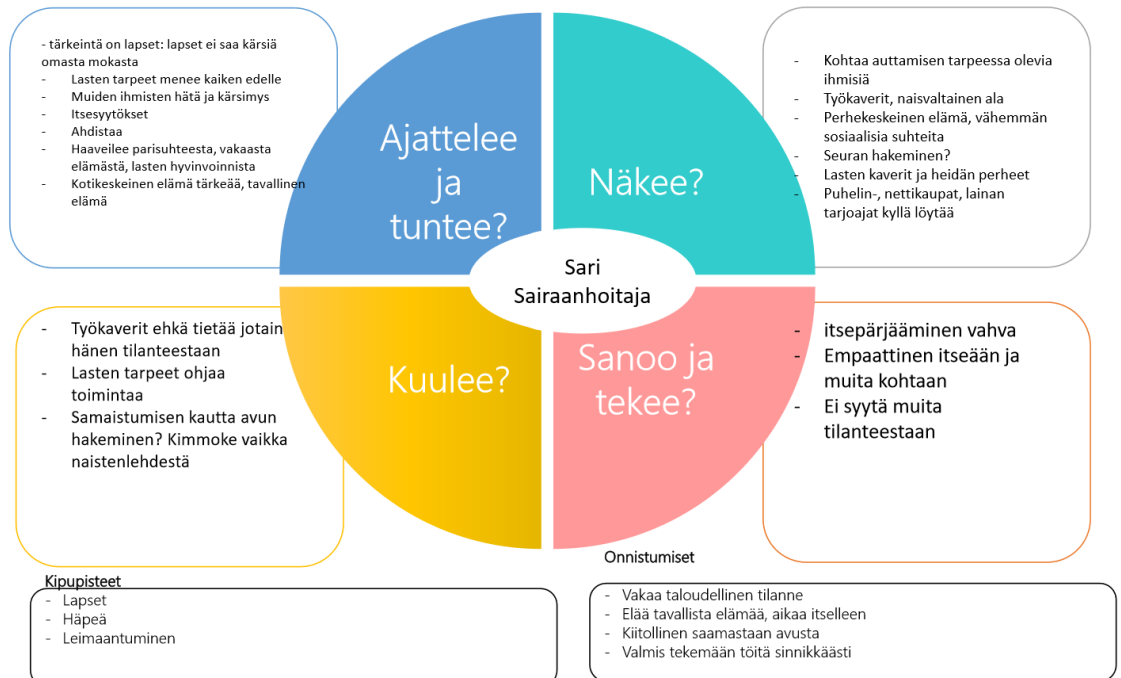 - tärkeintä on lapset: lapset ei saa kärsiä
omasta mokasta
- Lasten tarpeet menee kaiken edelle
- Muiden ihmisten hätä ja kärsimys
- Itsesyytökset
- Ahdistaa
- Haaveilee parisuhteesta, vakaasta
elämästä, lasten hyvinvoinnista
- Kotikeskeinen elämä tärkeää, tavallinen
elämä
Ajattelee
ja
tuntee?
Näkee?
- Kohtaa auttamisen tarpeessa olevia
ihmisiä
- Työkaverit, naisvaltainen ala
- Perhekeskeinen elämä, vähemmän
sosiaalisia suhteita
- Seuran hakeminen?
- Lasten kaverit ja heidän perheet
- Puhelin-, nettikaupat, lainan
tarjoajat kyllä löytää
Sari
Sairaanhoitaja
- Työkaverit ehkä tietää jotain
hänen tilanteestaan
- Lasten tarpeet ohjaa
toimintaa
- Samaistumisen kautta avun
hakeminen? Kimmoke vaikka
naistenlehdestä
Kuulee?
Sanoo ja
tekee?
- itsepärjääminen vahva
- Empaattinen itseään ja
muita kohtaan
- Ei syytä muita
tilanteestaan
Kipupisteet
- Lapset
- Häpeä
- Leimaantuminen
Onnistumiset
- Vakaa taloudellinen tilanne
- Elää tavallista elämää, aikaa itselleen
- Kiitollinen saamastaan avusta
- Valmis tekemään töitä sinnikkäästi